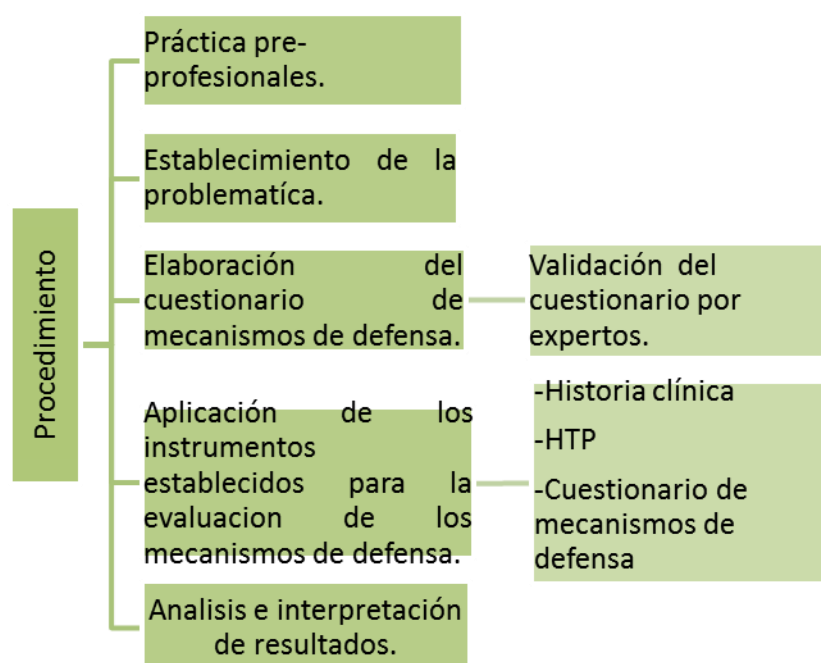 Procedimiento
Práctica pre-
profesionales.
Establecimiento de la
problematíca.
Elaboración del
cuestionario de
mecanismos de defensa.
Validación del
cuestionario por
expertos.
Aplicación de los
instrumentos
establecidos para la
evaluacion de los
mecanismos de defensa.
-Historia clínica
-HTP
-Cuestionario de
mecanismos de
defensa
Analisis e interpretación
de resultados.